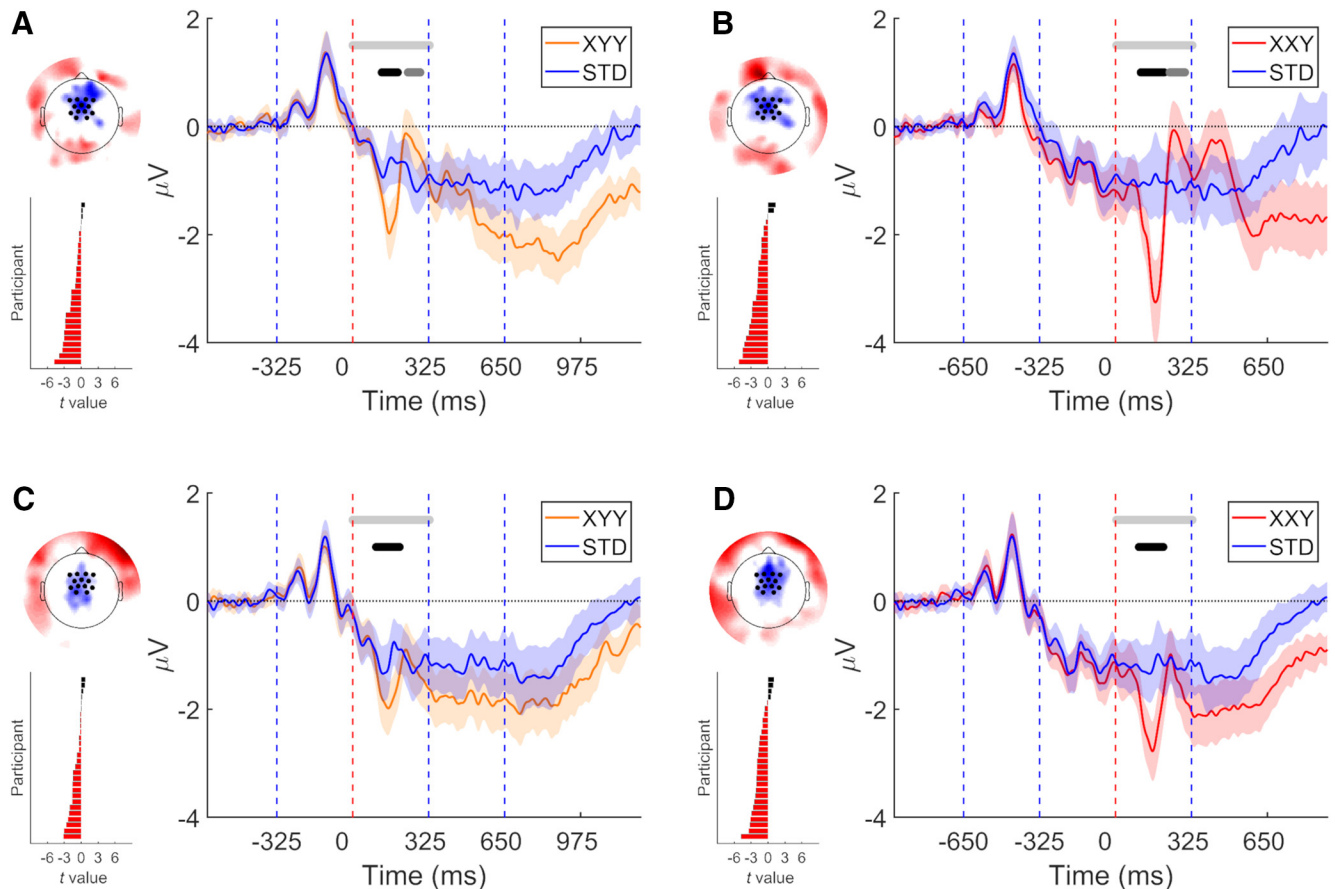 A
XYY
STD
2
0
-2
-4
μV
-325 0 325 650 975
Time (ms)
Participant
-6 -3 0 3 6
t value
B
XXY
STD
2
0
-2
-4
μV
-650 -325 0 325 650
Time (ms)
Participant
-6 -3 0 3 6
t value
C
XYY
STD
2
0
-2
-4
μV
-325 0 325 650 975
Time (ms)
Participant
-6 -3 0 3 6
t value
D
XXY
STD
2
0
-2
-4
μV
-650 -325 0 325 650
Time (ms)
Participant
-6 -3 0 3 6
t value